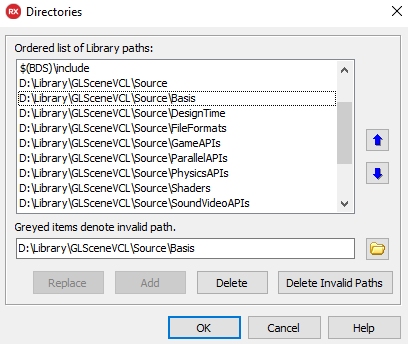 RX Directories
Ordered list of Library paths:
$(BDS)\include
D:\Library\GLSceneVCL\Source
D:\Library\GLSceneVCL\Source\Basis
D:\Library\GLSceneVCL\Source\DesignTime
D:\Library\GLSceneVCL\Source\FileFormats
D:\Library\GLSceneVCL\Source\GameAPIs
D:\Library\GLSceneVCL\Source\ParallelAPIs
D:\Library\GLSceneVCL\Source\PhysicsAPIs
D:\Library\GLSceneVCL\Source\Shaders
D:\Library\GLSceneVCL\Source\SoundVideoAPIs
Greyed items denote invalid path.
D:\Library\GLSceneVCL\Source\Basis
Replace Add Delete Delete Invalid Paths
OK Cancel Help